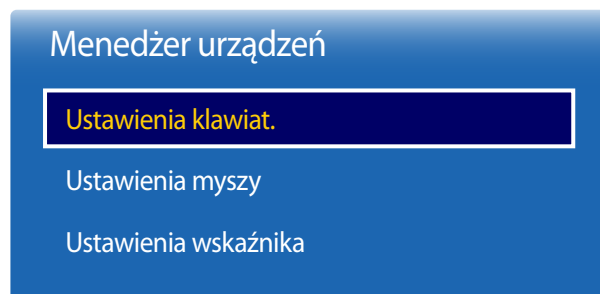 Menedżer urządzeń
Ustawienia klawiat.
Ustawienia myszy
Ustawienia wskaźnika